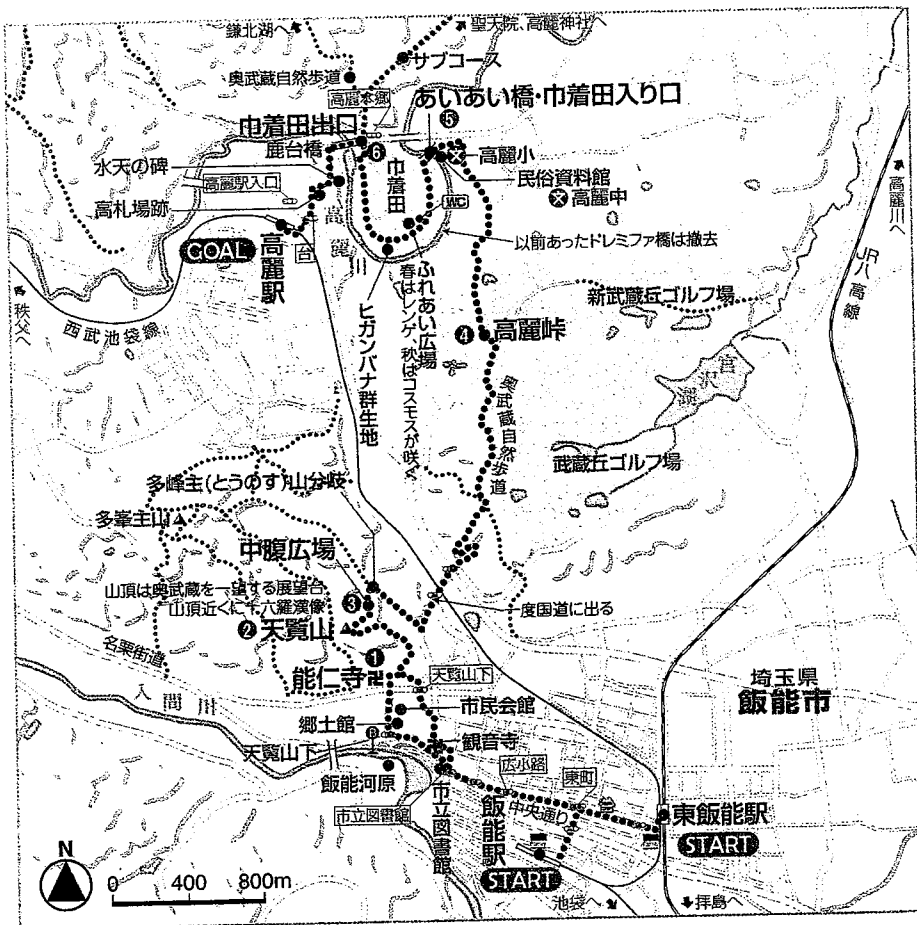 鎌北湖へ
聖天院、高麗神社へ
サブコース
奥武蔵自然歩道
高麗本郷
あいあい橋・巾着田入り口
⑤
巾着田出口
鹿台橋
⑥
高麗小
水天の碑
民俗資料館
巾着田
高麗駅入口
WC
高麗中
高札場跡
高麗川
以前あったドレミファ橋は撤去
高麗川へ
GOAL
高麗駅
台
JR八高線
新武蔵丘ゴルフ場
秩父へ
西武池袋線
ヒガンバナ群生地
ふれあい広場
春はレンゲ、秋はコスモスが咲く
④
高麗峠
宮沢湖
奥武蔵自然歩道
武蔵丘ゴルフ場
多峰主(とうのす)山分岐
多峯主山
中腹広場
山頂は奥武蔵を一望する展望台
山頂近くに十六羅漢像
③
②
天覧山
度国道に出る
①
名栗街道
能仁寺卍
天覧山下
埼玉県
飯能市
入間川
市民会館
郷土館
天覧山下
B
観音寺
飯能河原
広小路
東町
市立図書館
市立図書館
飯能駅
中央通り
東飯能駅
START
START
N
0 400 800m
池袋へ
拝島へ